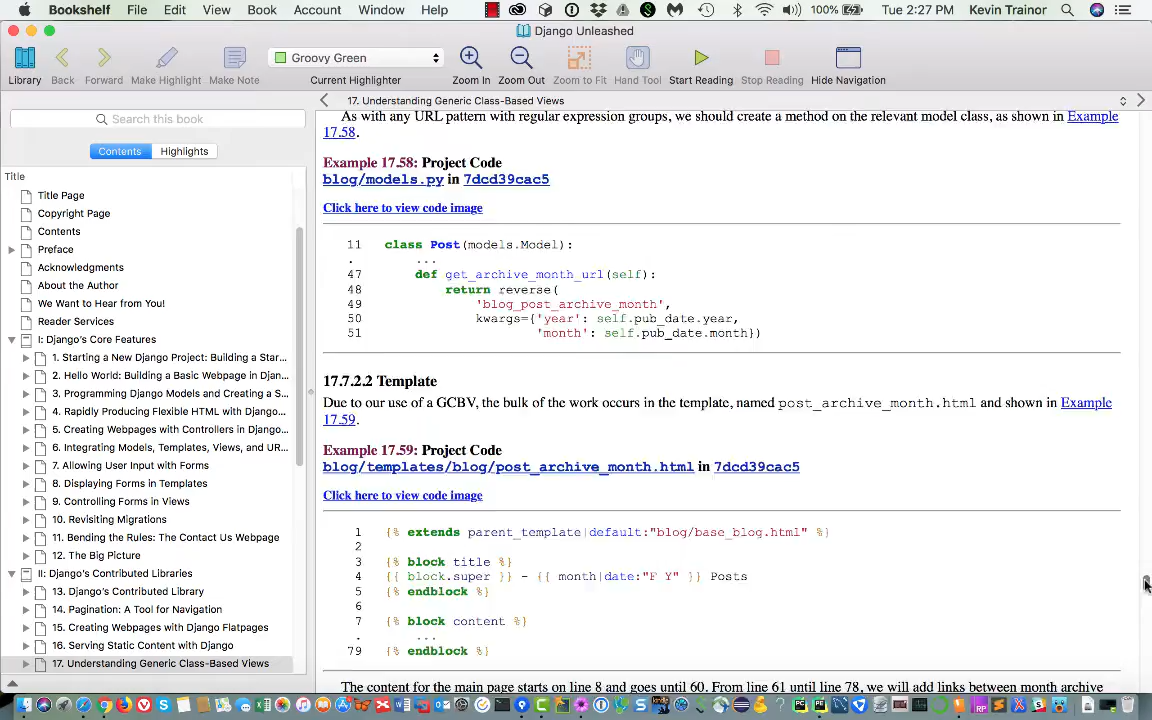 Bookshelf File Edit View Book Account Window Help 100% Tue 2:27 PM Kevin Trainor
Django Unleashed
Groovy Green
Library Back Forward Make Highlight Make Note Current Highlighter Zoom In Zoom Out Zoom to Fit Hand Tool Start Reading Stop Reading Hide Navigation
17. Understanding Generic Class-Based Views
Search this book
Contents Highlights
Title
Title Page
Copyright Page
Contents
Preface
Acknowledgments
About the Author
We Want to Hear from You!
Reader Services
I: Django's Core Features
1. Starting a New Django Project: Building a Star...
2. Hello World: Building a Basic Webpage in Djan...
3. Programming Django Models and Creating a S...
4. Rapidly Producing Flexible HTML with Django...
5. Creating Webpages with Controllers in Django...
6. Integrating Models, Templates, Views, and UR...
7. Allowing User Input with Forms
8. Displaying Forms in Templates
9. Controlling Forms in Views
10. Revisiting Migrations
11. Bending the Rules: The Contact Us Webpage
12. The Big Picture
II: Django's Contributed Libraries
13. Django's Contributed Library
14. Pagination: A Tool for Navigation
15. Creating Webpages with Django Flatpages
16. Serving Static Content with Django
17. Understanding Generic Class-Based Views
As with any URL pattern with regular expression groups, we should create a method on the relevant model class, as shown in Example
17.58.
Example 17.58: Project Code
blog/models.py in 7dcd39cac5
Click here to view code image
11 class Post(models.Model):
. ...
47 def get_archive_month_url(self):
48 return reverse(
49 'blog_post_archive_month',
50 kwargs={'year': self.pub_date.year,
51 'month': self.pub_date.month})
17.7.2.2 Template
Due to our use of a GCBV, the bulk of the work occurs in the template, named post_archive_month.html and shown in Example
17.59.
Example 17.59: Project Code
blog/templates/blog/post_archive_month.html in 7dcd39cac5
Click here to view code image
1 {% extends parent_template|default:"blog/base_blog.html" %}
2
3 {% block title %}
4 {{ block.super }} - {{ month|date:"F Y" }} Posts
5 {% endblock %}
6
7 {% block content %}
. ...
79 {% endblock %}
The content for the main page starts on line 8 and goes until 60. From line 61 until 78, we will add links between month archive